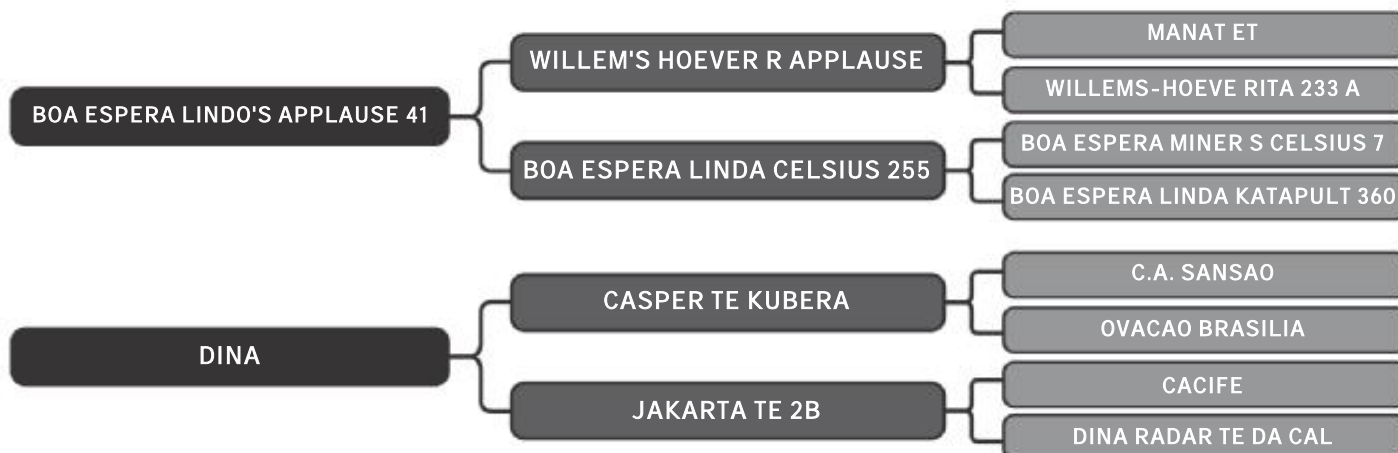 BOA ESPERA LINDO'S APPLAUSE 41
WILLEM'S HOEVER R APPLAUSE
MANAT ET
WILLEMS-HOEVE RITA 233 A
BOA ESPERA LINDA CELSIUS 255
BOA ESPERA MINER S CELSIUS 7
BOA ESPERA LINDA KATAPULT 360
DINA
CASPER TE KUBERA
C.A. SANSAO
OVACAO BRASILIA
JAKARTA TE 2B
CACIFE
DINA RADAR TE DA CAL